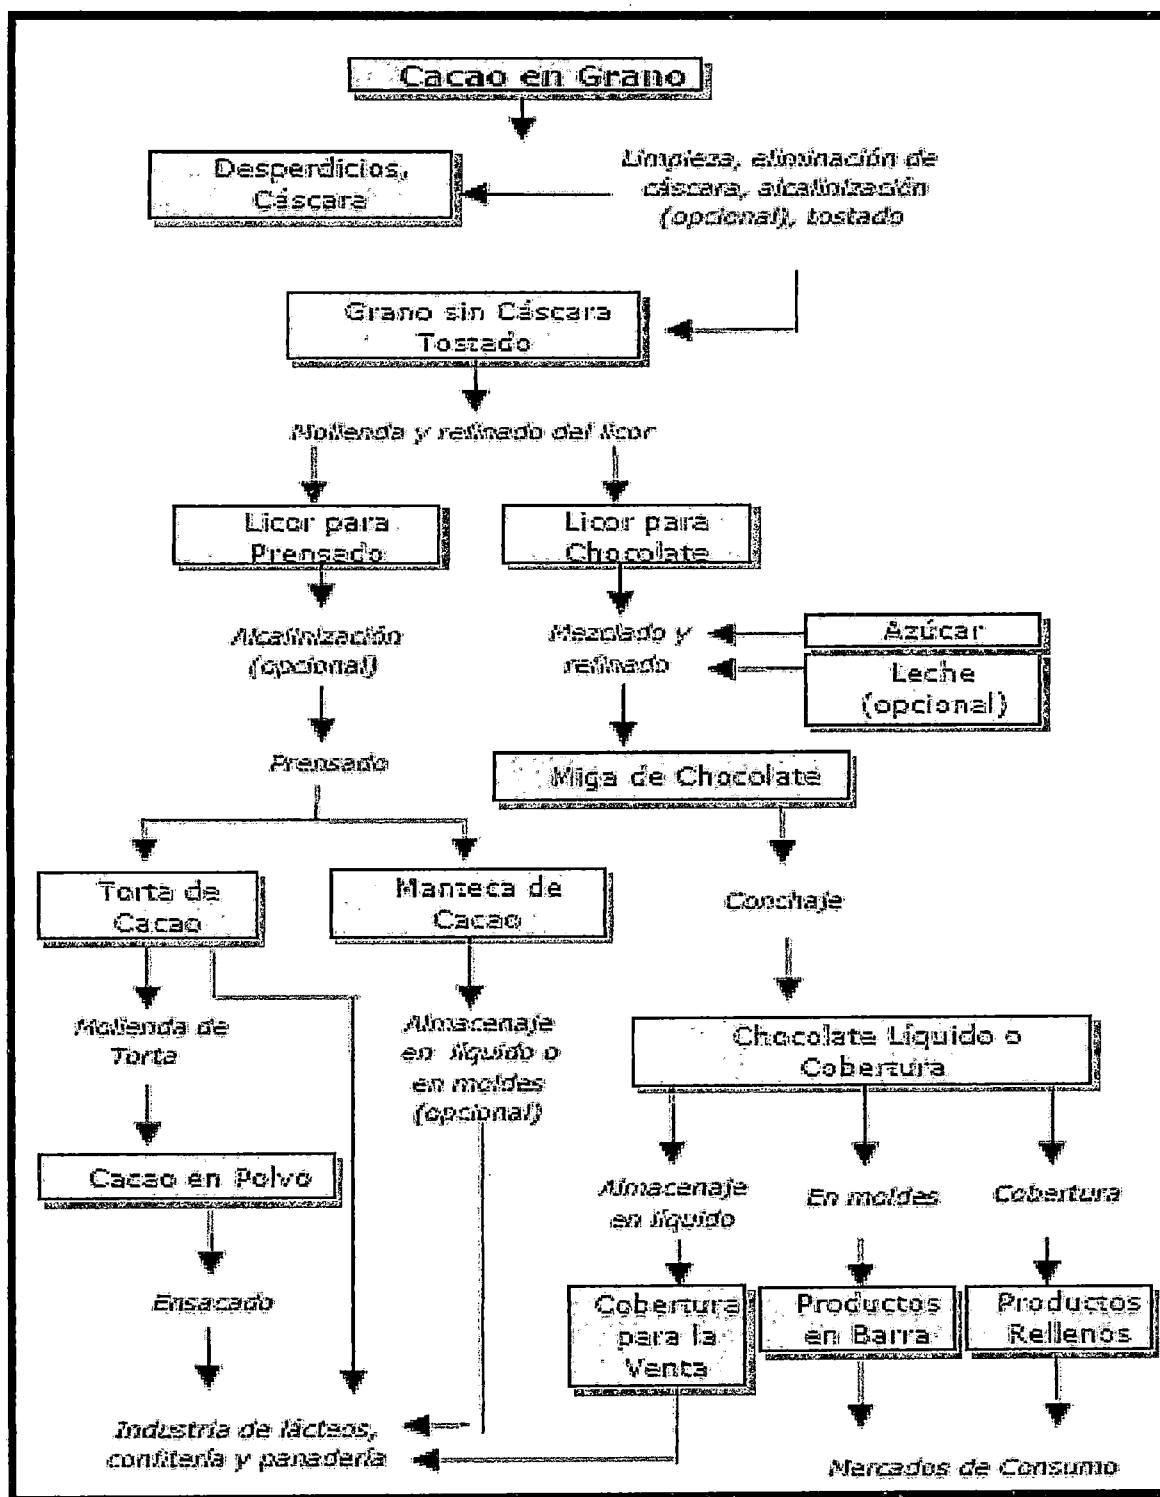 Cacao en Grano
Desperdicios,
Cáscara
Limpieza, eliminación de
cáscara, alcalinización
(opcional), tostado
Grano sin Cáscara
Tostado
Mollenda y refinado del licor
Licor para
Prensado
Licor para
Chocolate
Alcalinización
(opcional)
Mezclado y
refinado
Azúcar
Leche
(opcional)
Prensado
Miga de Chocolate
Torta de
Cacao
Manteca de
Cacao
Conchaje
Mollenda de
Torta
Almacenaje
en líquido o
en moldes
(opcional)
Chocolate Líquido o
Cobertura
Cacao en Polvo
Almacenaje
en líquido
En moldes
Cobertura
Ensacado
Cobertura
para la
Venta
Productos
en Barra
Productos
Rellenos
Industria de lácteos,
confitería y panadería
Mercados de Consumo